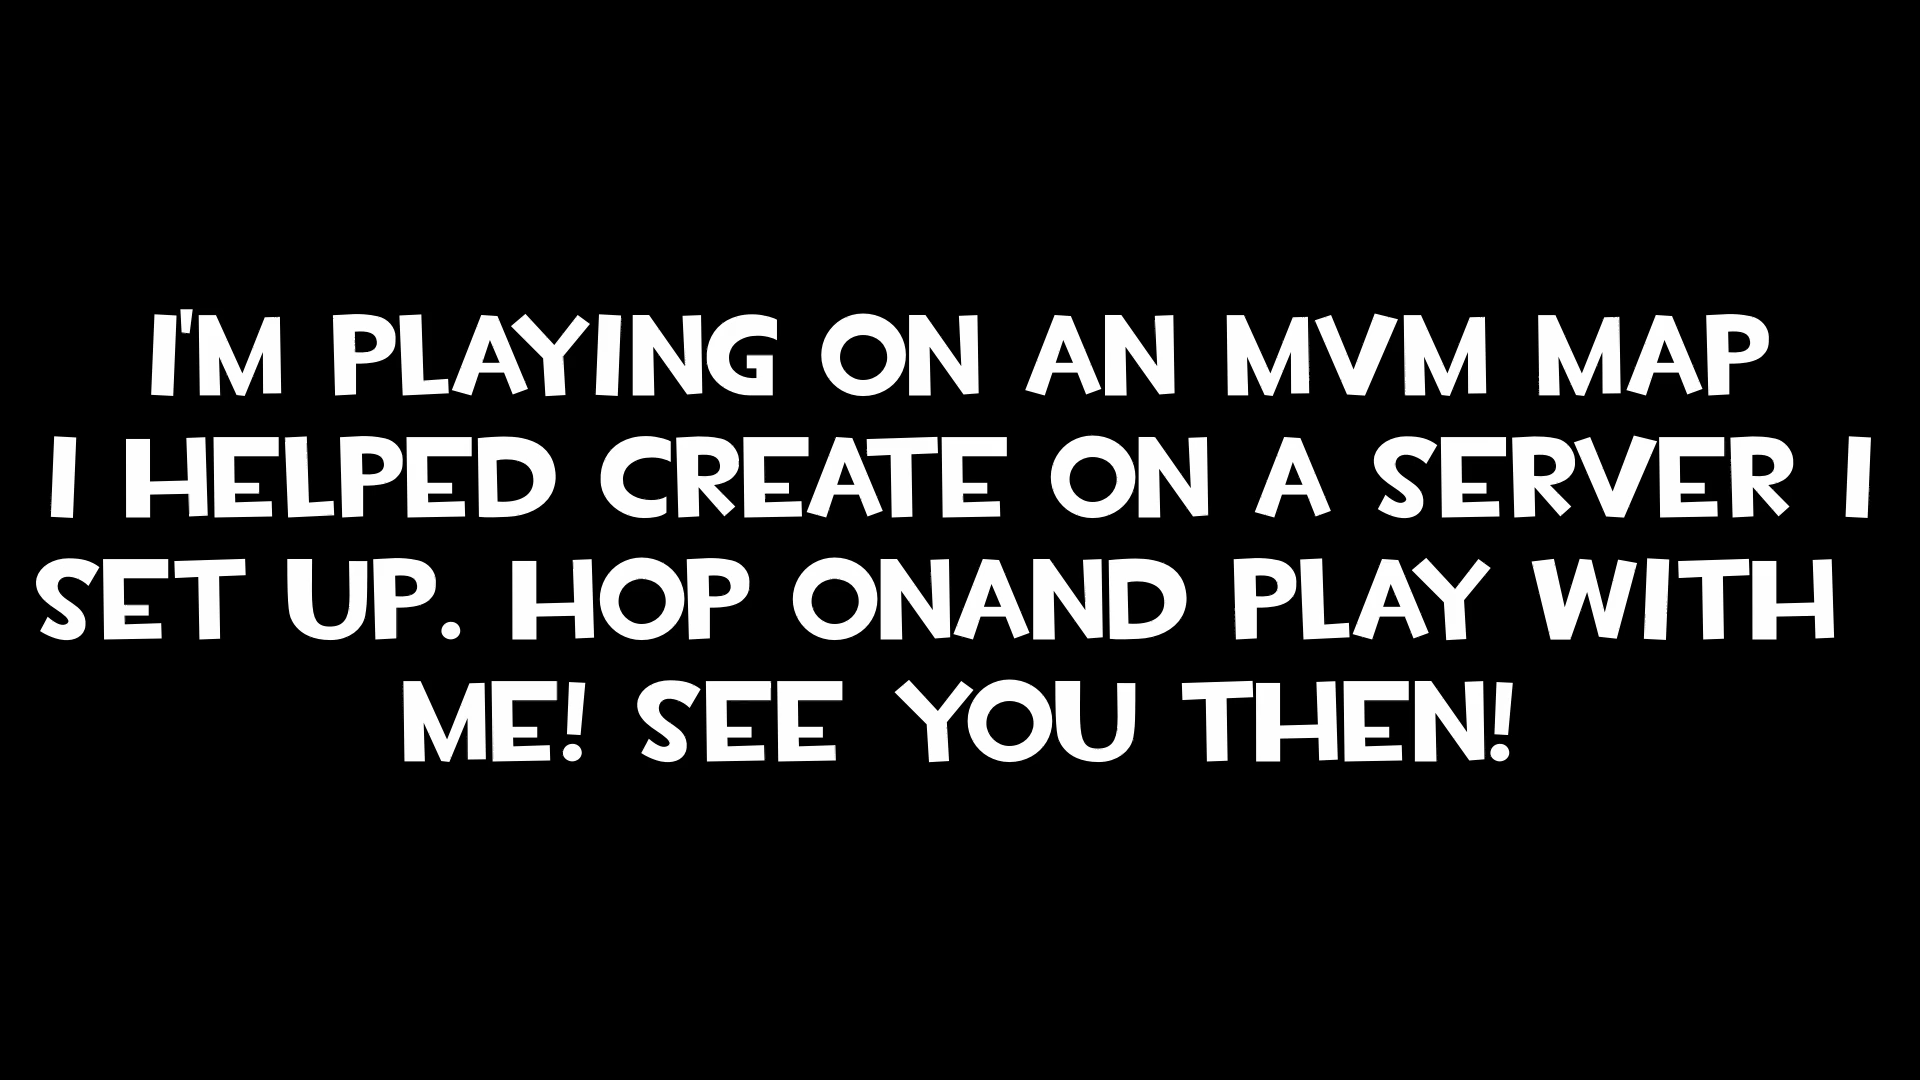 I'M PLAYING ON AN MVM MAP
I HELPED CREATE ON A SERVER I
SET UP. HOP ONAND PLAY WITH
ME! SEE YOU THEN!